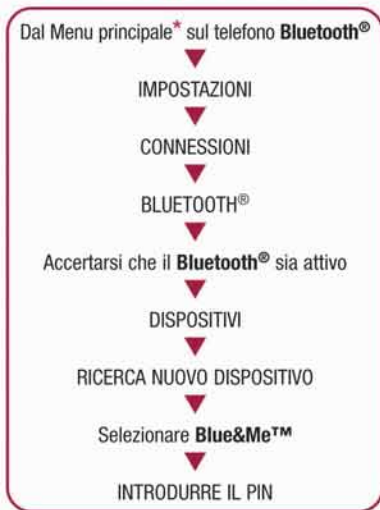 Dal Menu principale* sul telefono Bluetooth®
IMPOSTAZIONI
CONNESSIONI
BLUETOOTH®
Accertarsi che il Bluetooth® sia attivo
DISPOSITIVI
RICERCA NUOVO DISPOSITIVO
Selezionare Blue&Me™
INTRODURRE IL PIN